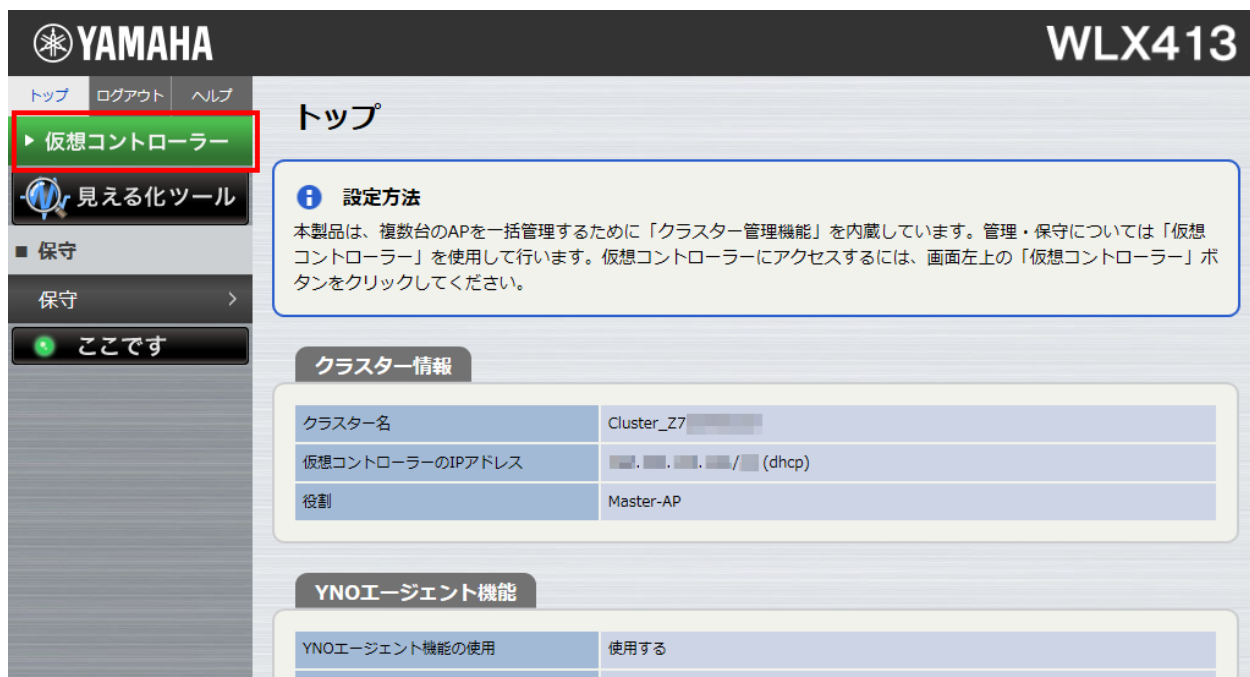 YAMAHA
WLX413
トップ ログアウト ヘルプ
仮想コントローラー
見える化ツール
■ 保守
保守
ここです
トップ
設定方法
本製品は、複数台のAPを一括管理するために「クラスター管理機能」を内蔵しています。管理・保守については「仮想
コントローラー」を使用して行います。仮想コントローラーにアクセスするには、画面左上の「仮想コントローラー」ボ
タンをクリックしてください。
クラスター情報
クラスター名 Cluster_Z7
仮想コントローラーのIPアドレス (dhcp)
役割 Master-AP
YNOエージェント機能
YNOエージェント機能の使用 使用する